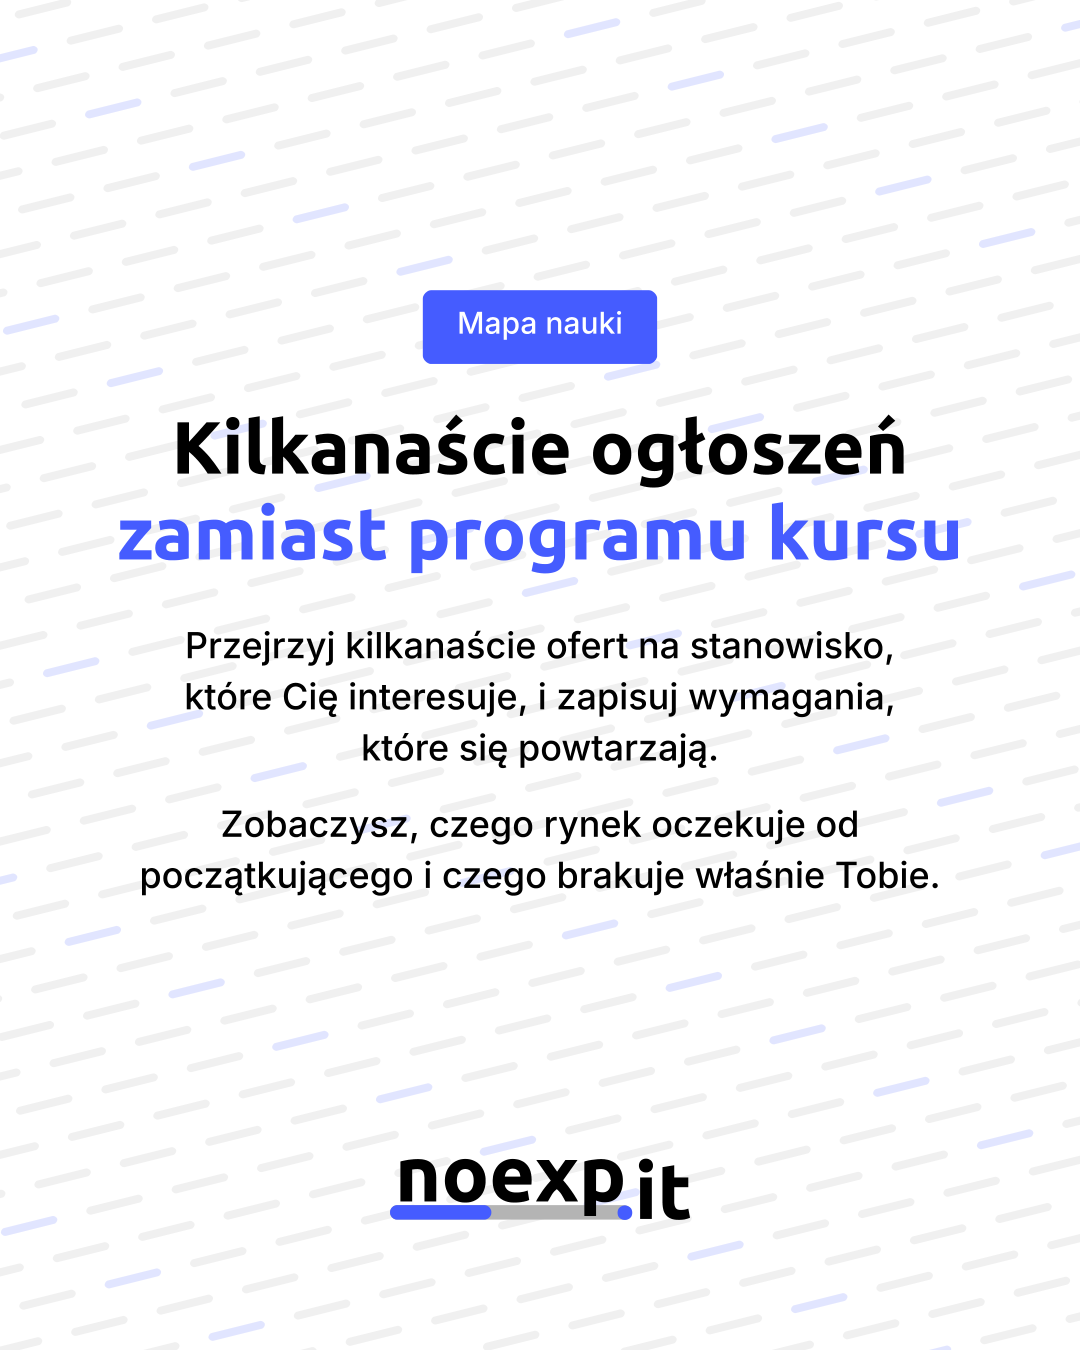 Mapa nauki
Kilkanaście ogłoszeń
zamiast programu kursu
Przejrzyj kilkanaście ofert na stanowisko,
które Cię interesuje, i zapisuj wymagania,
które się powtarzają.
Zobaczysz, czego rynek oczekuje od
początkującego i czego brakuje właśnie Tobie.
noexp.it